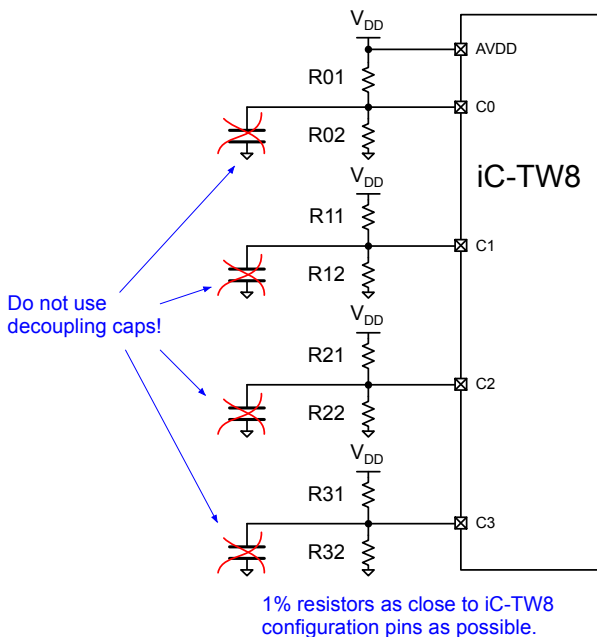 VDD
AVDD
R01
C0
R02
iC-TW8
VDD
R11
C1
R12
Do not use
decoupling caps!
VDD
R21
C2
R22
VDD
R31
C3
R32
1% resistors as close to iC-TW8
configuration pins as possible.